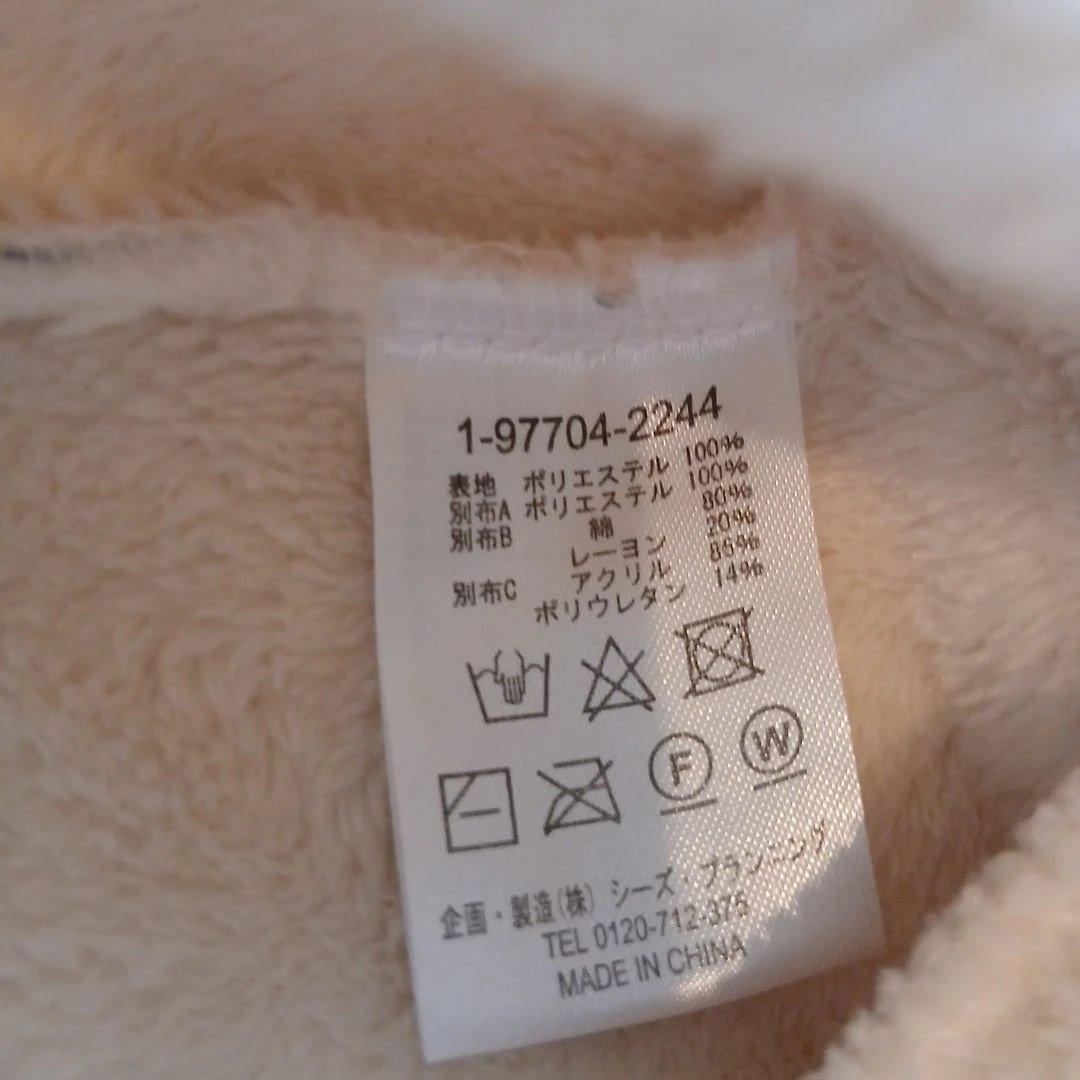 1-97704-2244
表地 ポリエステル 100%
別布A ポリエステル 100%
別布B 綿 80%
レーヨン 20%
別布C アクリル 86%
ポリウレタン 14%
F W
企画・製造(株) シーズ・プランニング
TEL 0120-712-375
MADE IN CHINA